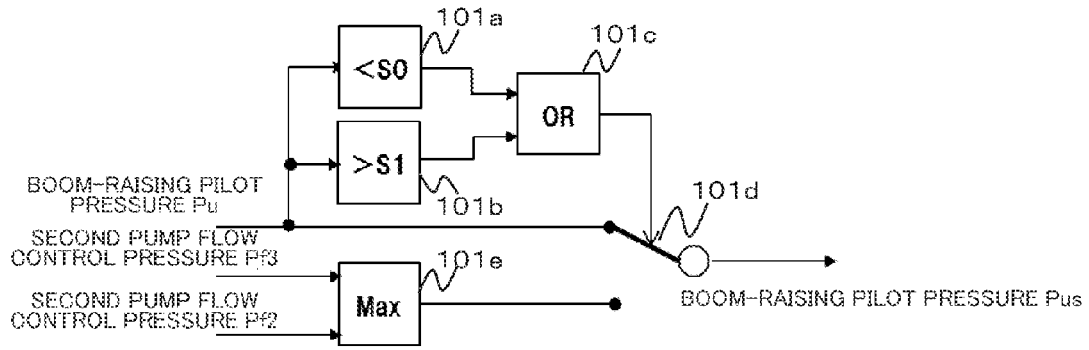 101a
<S0
101c
OR
>S1
101b
BOOM-RAISING PILOT
PRESSURE Pu
101d
SECOND PUMP FLOW
CONTROL PRESSURE Pf3
101e
Max
SECOND PUMP FLOW
CONTROL PRESSURE Pf2
BOOM-RAISING PILOT PRESSURE Pus